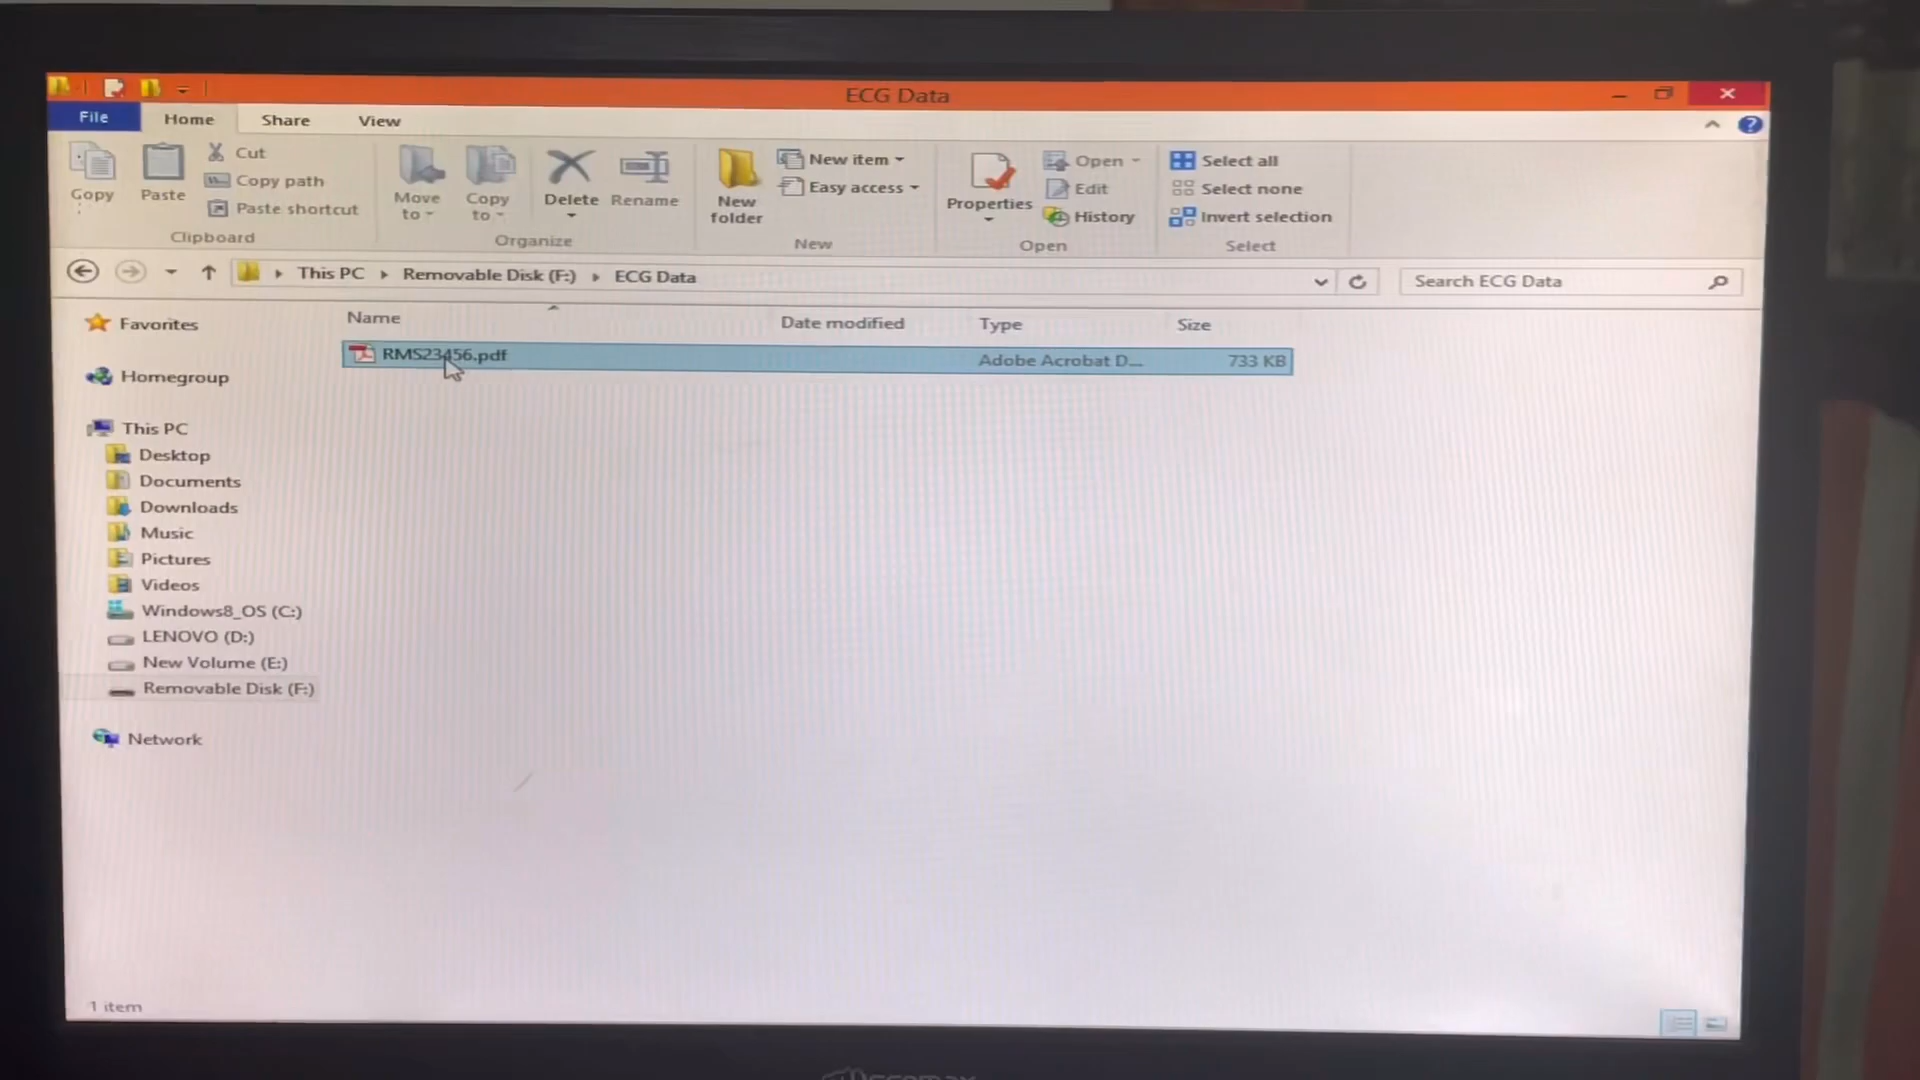 ECG Data
File Home Share View
Copy
Paste
Cut
Copy path
Paste shortcut
Clipboard
Move to
Copy to
Delete
Rename
Organize
New folder
New item
Easy access
New
Properties
Open
Edit
History
Open
Select all
Select none
Invert selection
Select
This PC Removable Disk (F:) ECG Data
Search ECG Data
Name Date modified Type Size
RMS23456.pdf Adobe Acrobat D... 733 KB
Favorites
Homegroup
This PC
Desktop
Documents
Downloads
Music
Pictures
Videos
Windows8_OS (C:)
LENOVO (D:)
New Volume (E:)
Removable Disk (F:)
Network
1 item